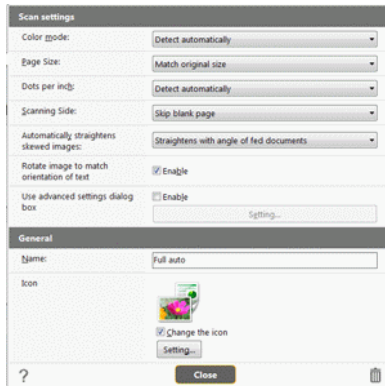 Scan settings
Color mode: Detect automatically
Page Size: Match original size
Dots per inch: Detect automatically
Scanning Side: Skip blank page
Automatically straightens
skewed images: Straightens with angle of fed documents
Rotate image to match
orientation of text Enable
Use advanced settings dialog
box Enable
Setting...
General
Name: Full auto
Icon
Change the icon
Setting...
? Close